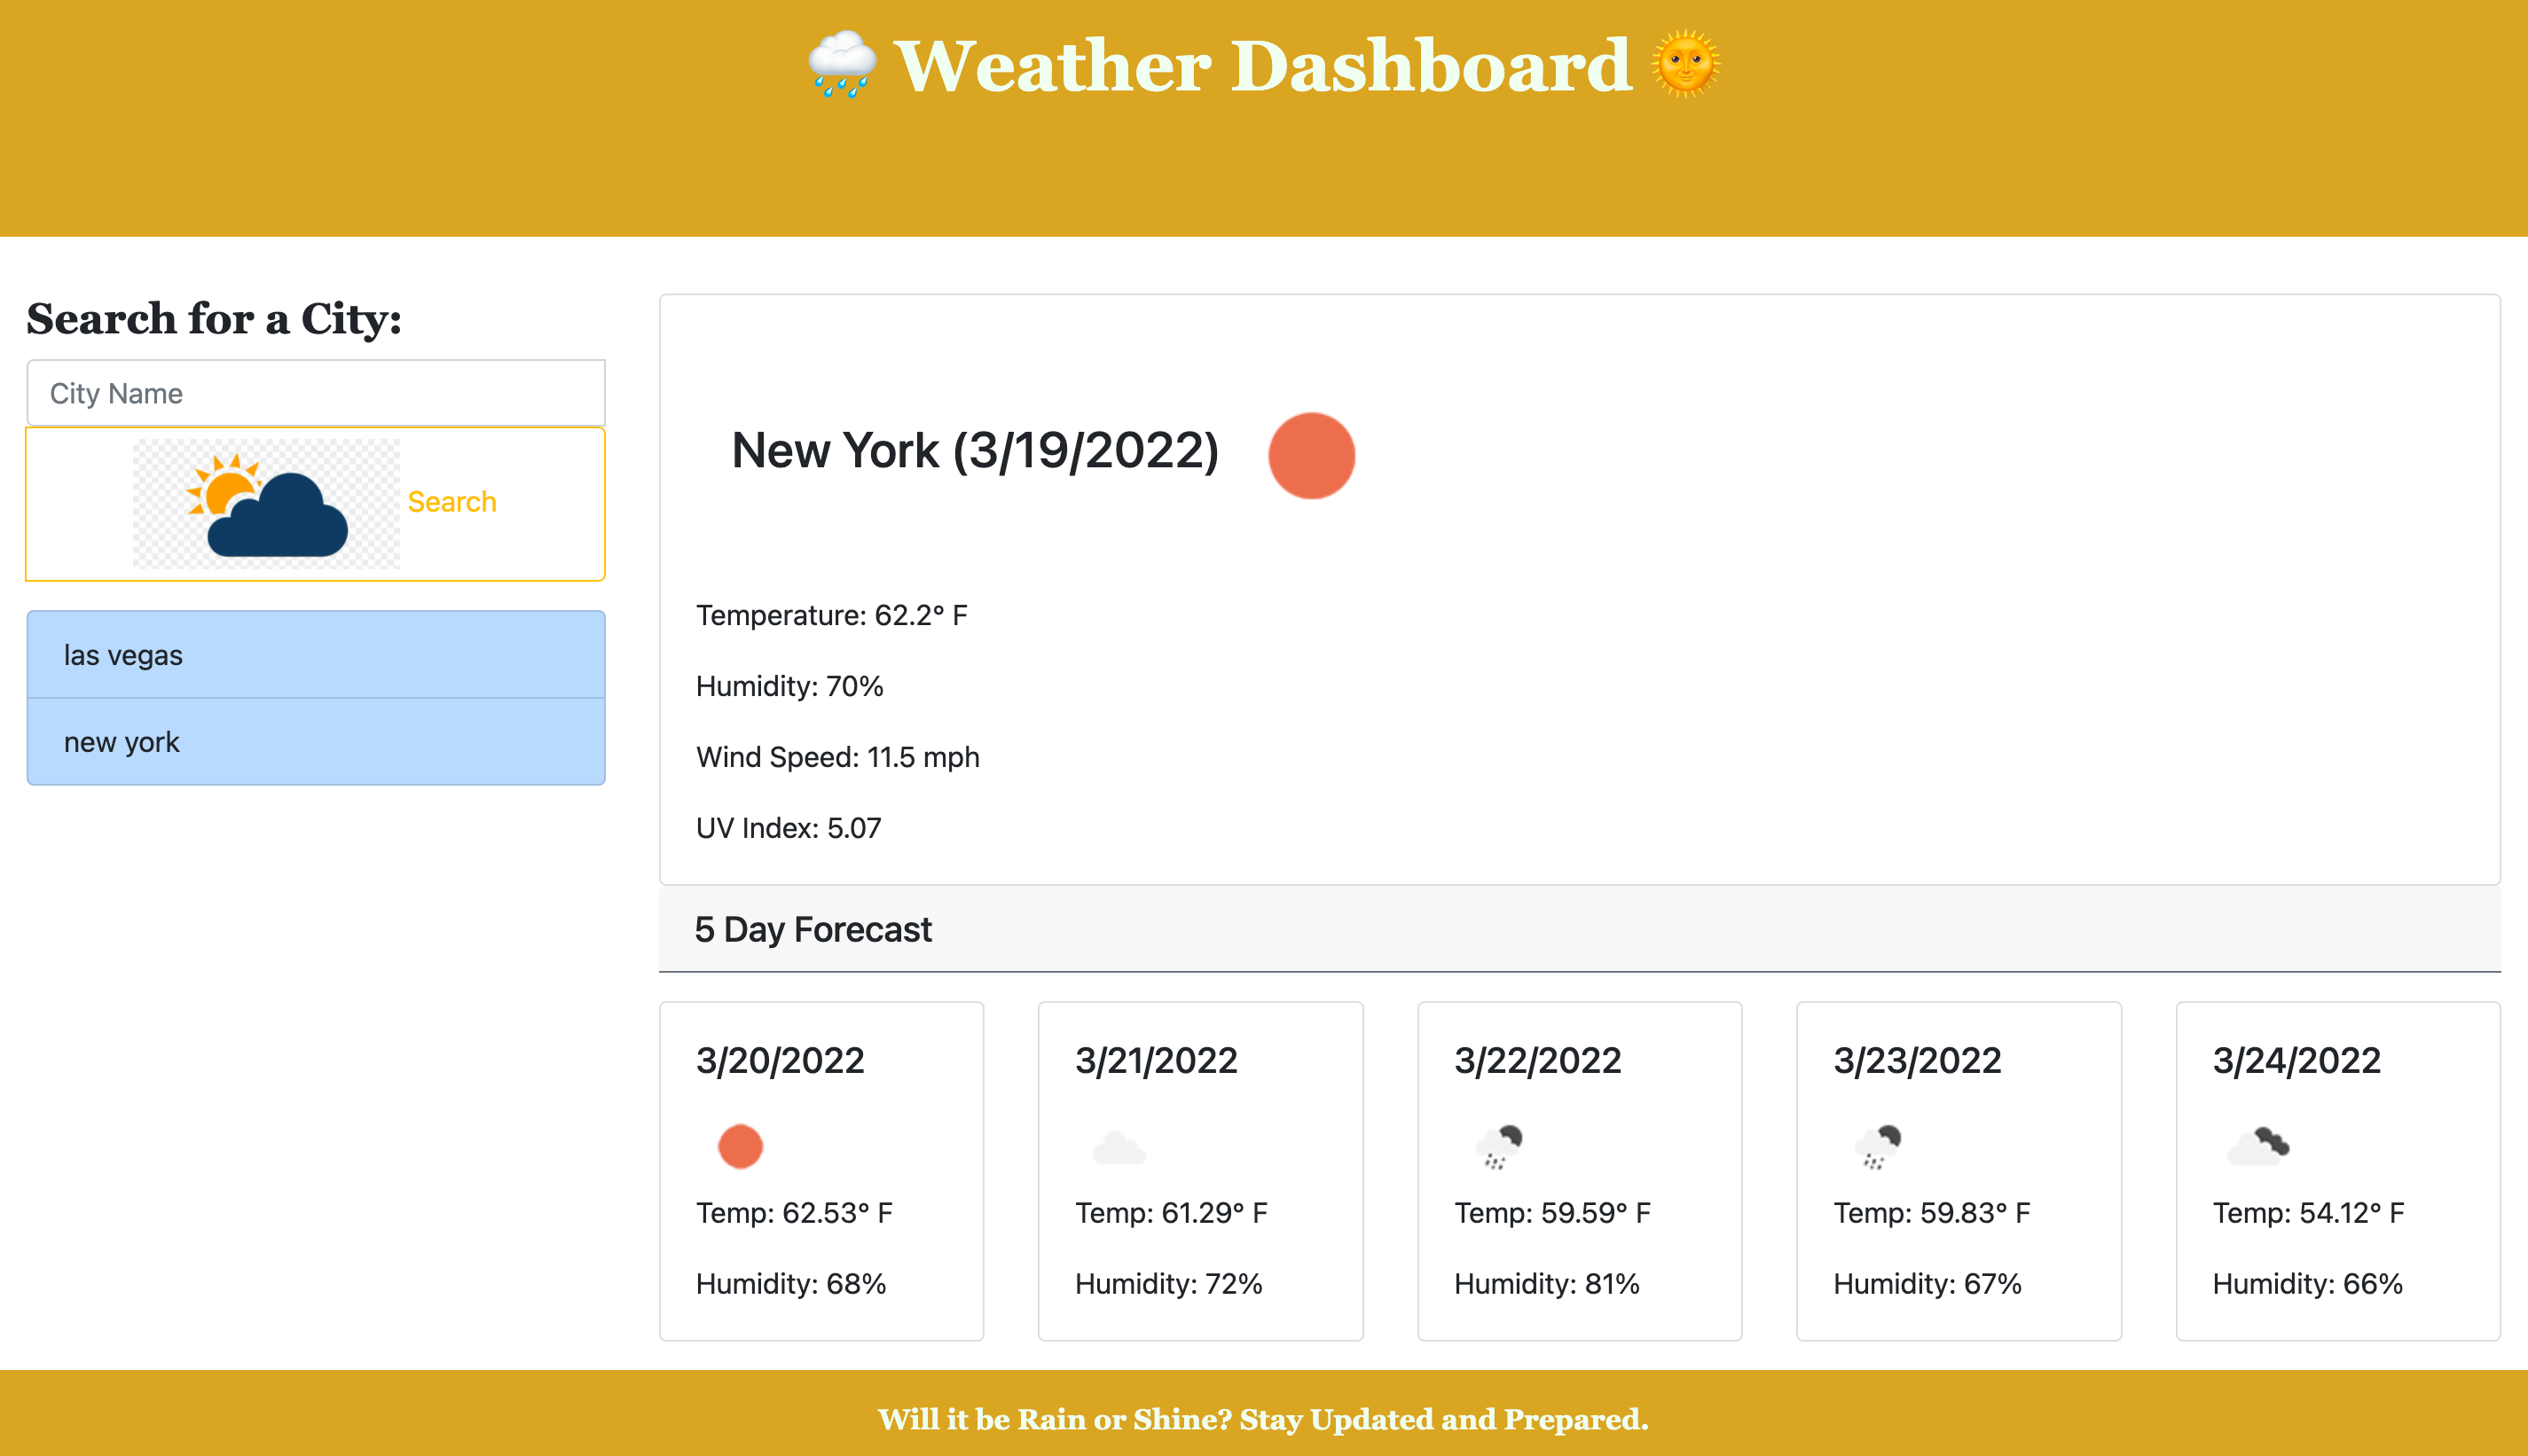 Weather Dashboard
Search for a City:
City Name
Search
las vegas
new york
New York (3/19/2022)
Temperature: 62.2° F
Humidity: 70%
Wind Speed: 11.5 mph
UV Index: 5.07
5 Day Forecast
3/20/2022
Temp: 62.53° F
Humidity: 68%
3/21/2022
Temp: 61.29° F
Humidity: 72%
3/22/2022
Temp: 59.59° F
Humidity: 81%
3/23/2022
Temp: 59.83° F
Humidity: 67%
3/24/2022
Temp: 54.12° F
Humidity: 66%
Will it be Rain or Shine? Stay Updated and Prepared.